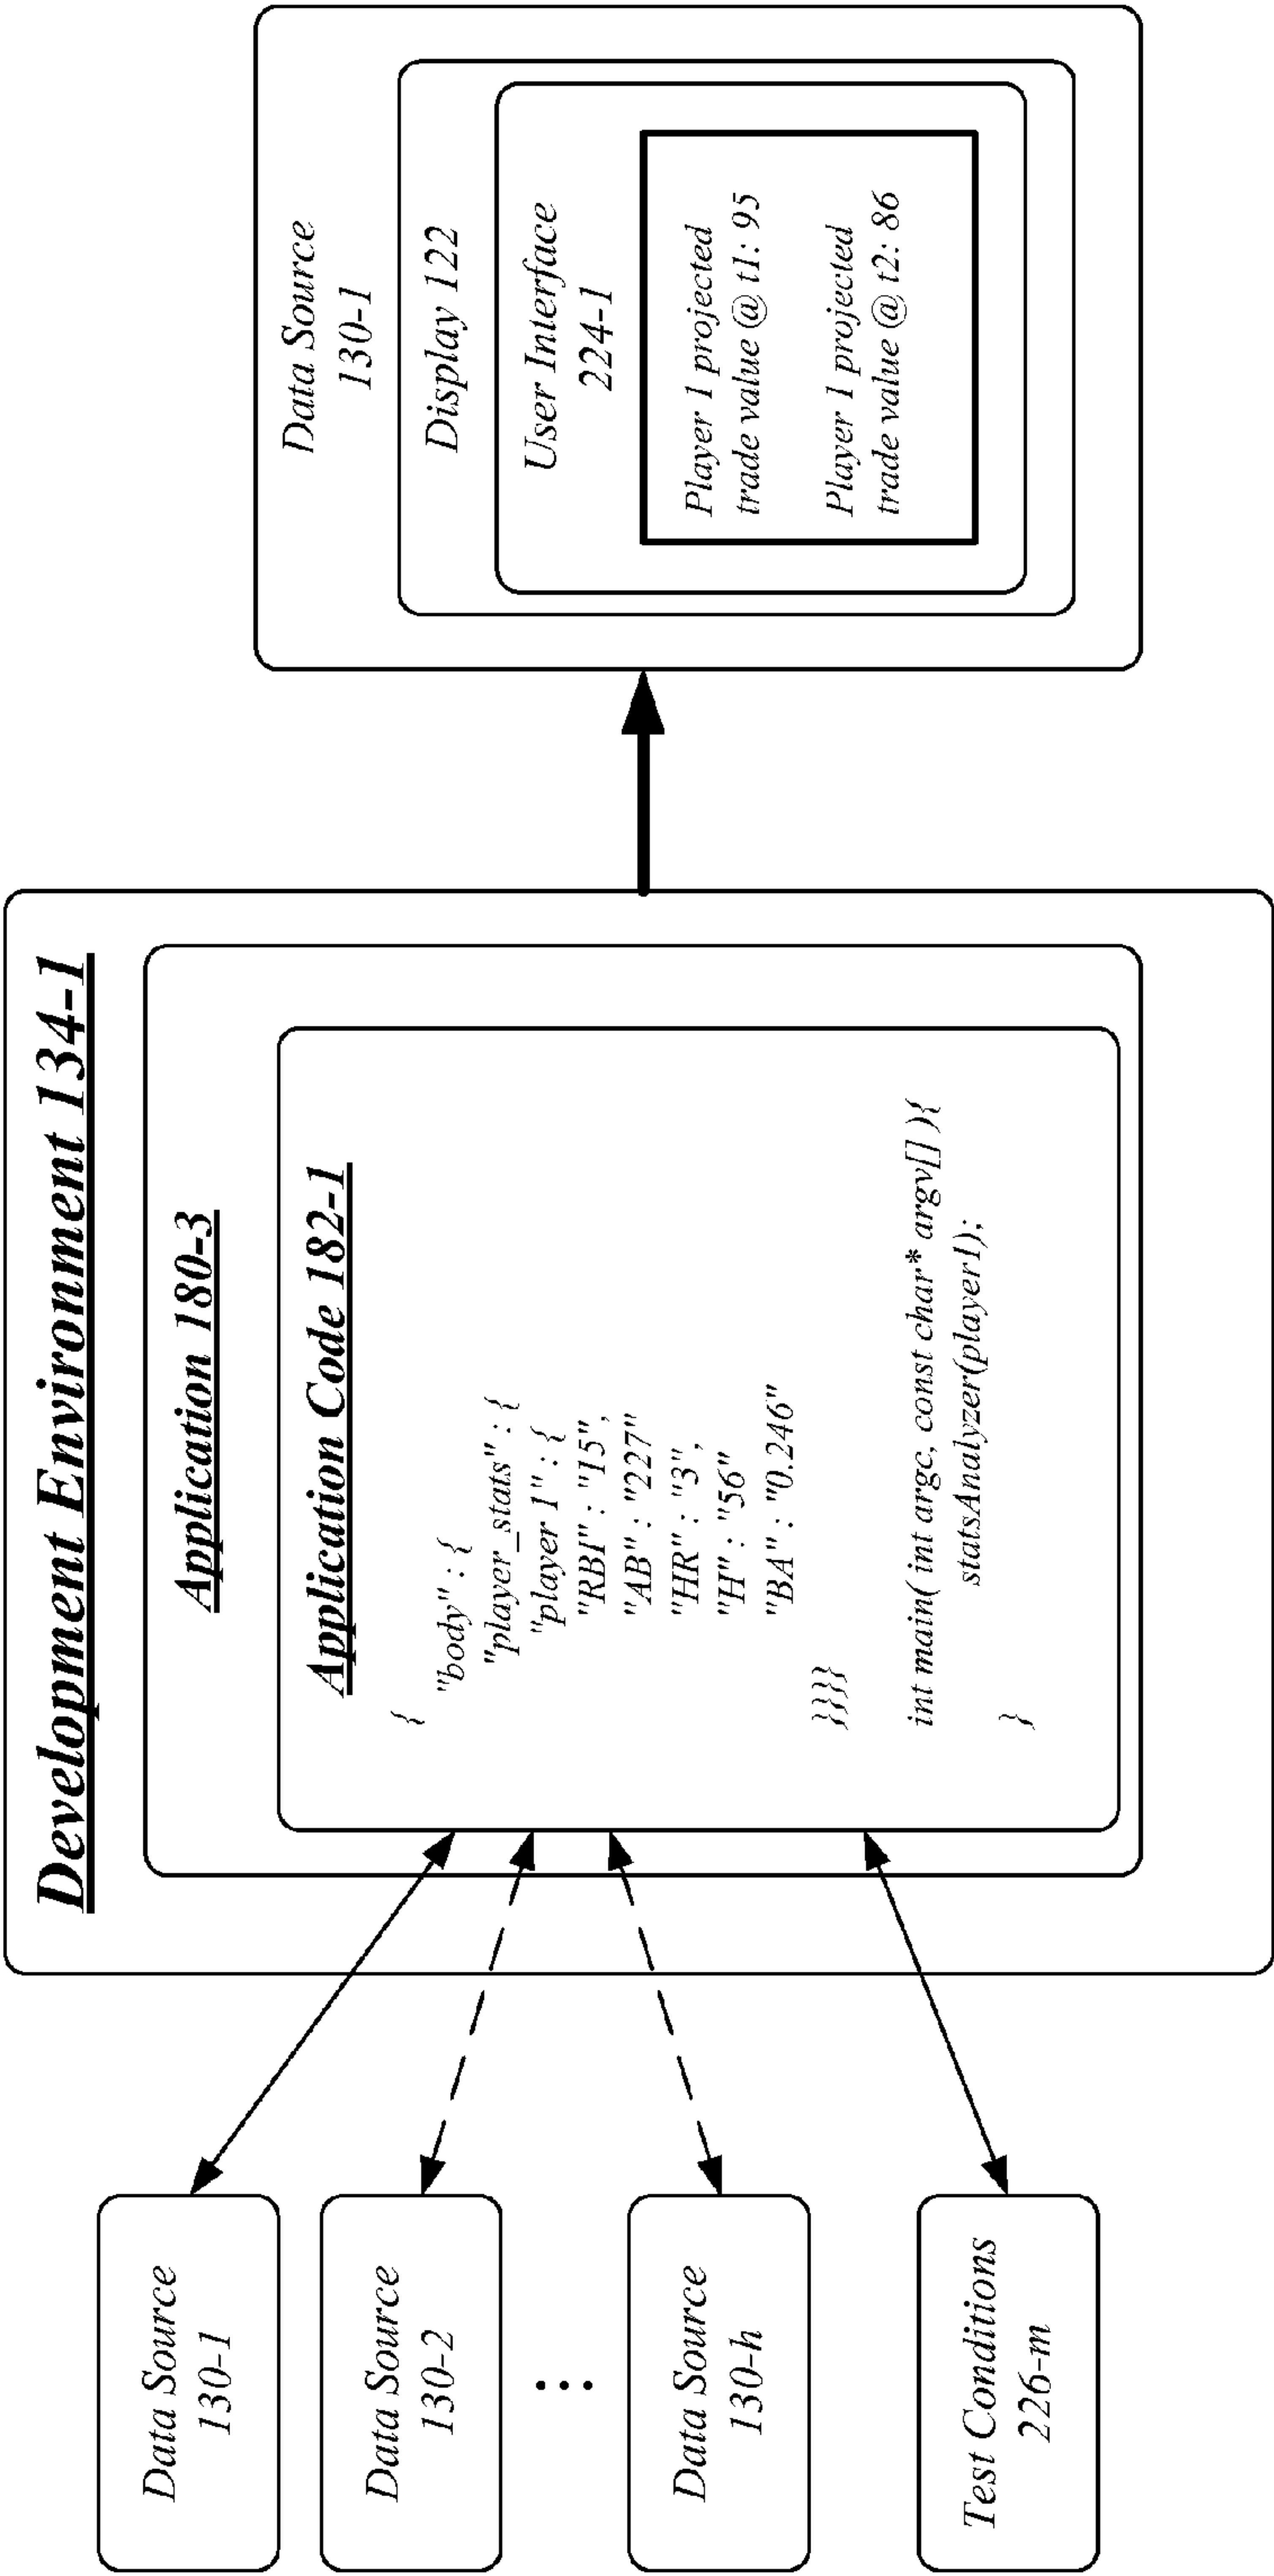 Data Source
130-1
Data Source
130-2
...
Data Source
130-h
Test Conditions
226-m
Development Environment 134-1
Application 180-3
Application Code 182-1
{
"body" : {
"player_stats" : {
"player 1" : {
"RBI" : "15",
"AB" : "227"
"HR" : "3",
"H" : "56"
"BA" : "0.246"
}}}}
int main( int argc, const char* argv[] ){
statsAnalyzer(player1);
}
Data Source
130-1
Display 122
User Interface
224-1
Player 1 projected
trade value @ t1: 95
Player 1 projected
trade value @ t2: 86